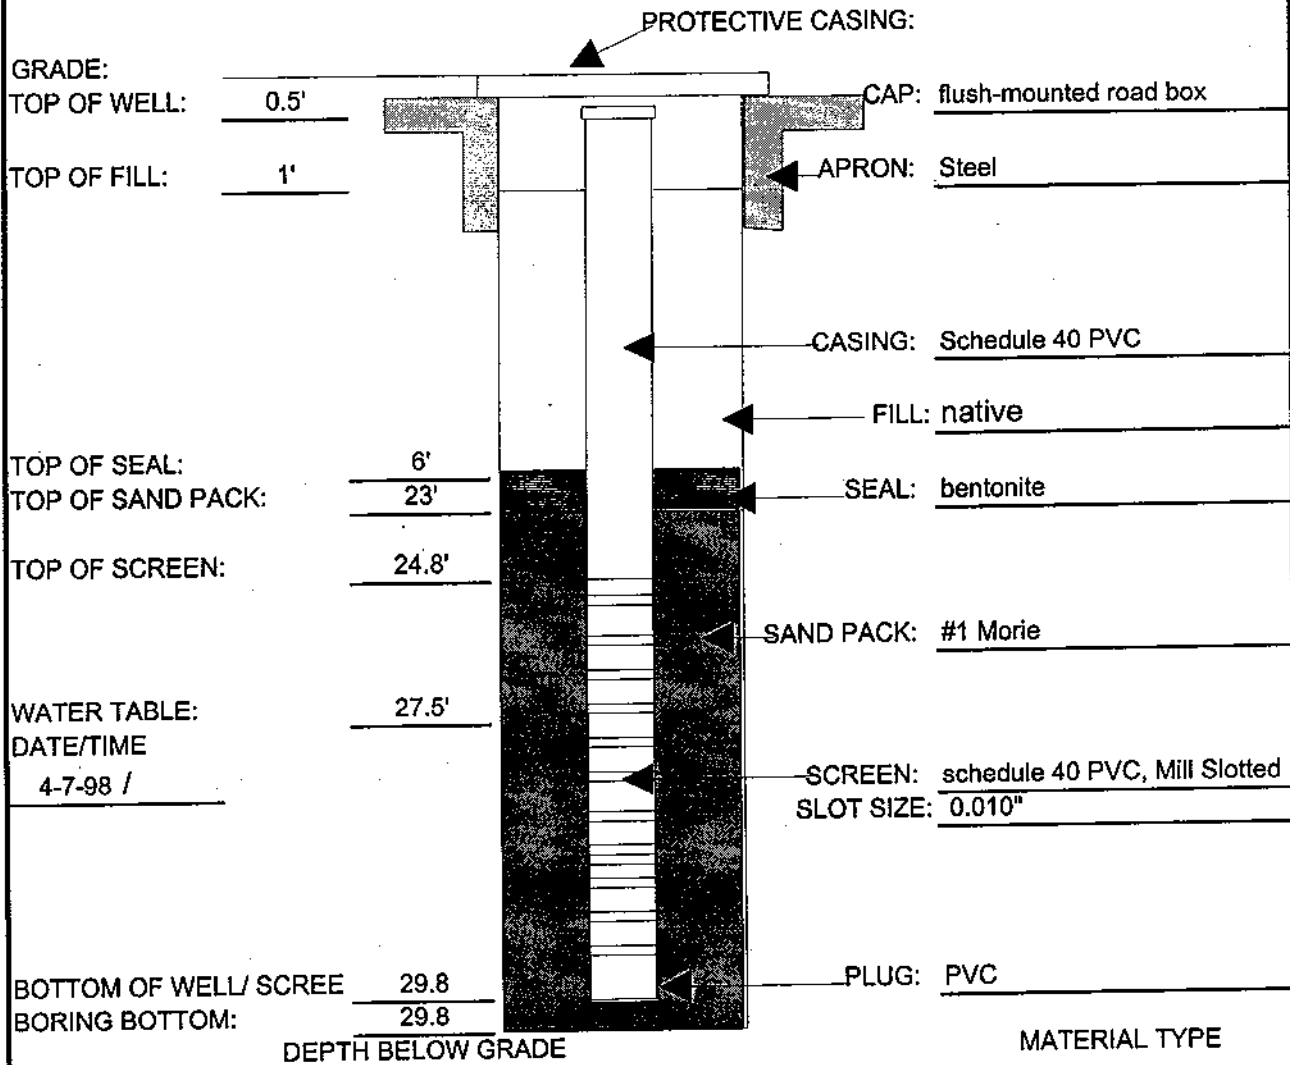 PROTECTIVE CASING:
GRADE:
TOP OF WELL: 0.5' CAP: flush-mounted road box
TOP OF FILL: 1' APRON: Steel
CASING: Schedule 40 PVC
FILL: native
TOP OF SEAL: 6'
TOP OF SAND PACK: 23' SEAL: bentonite
TOP OF SCREEN: 24.8'
SAND PACK: #1 Morie
WATER TABLE: 27.5'
DATE/TIME
4-7-98 / SCREEN: schedule 40 PVC, Mill Slotted
SLOT SIZE: 0.010"
BOTTOM OF WELL/ SCREE 29.8 PLUG: PVC
BORING BOTTOM: 29.8
DEPTH BELOW GRADE MATERIAL TYPE